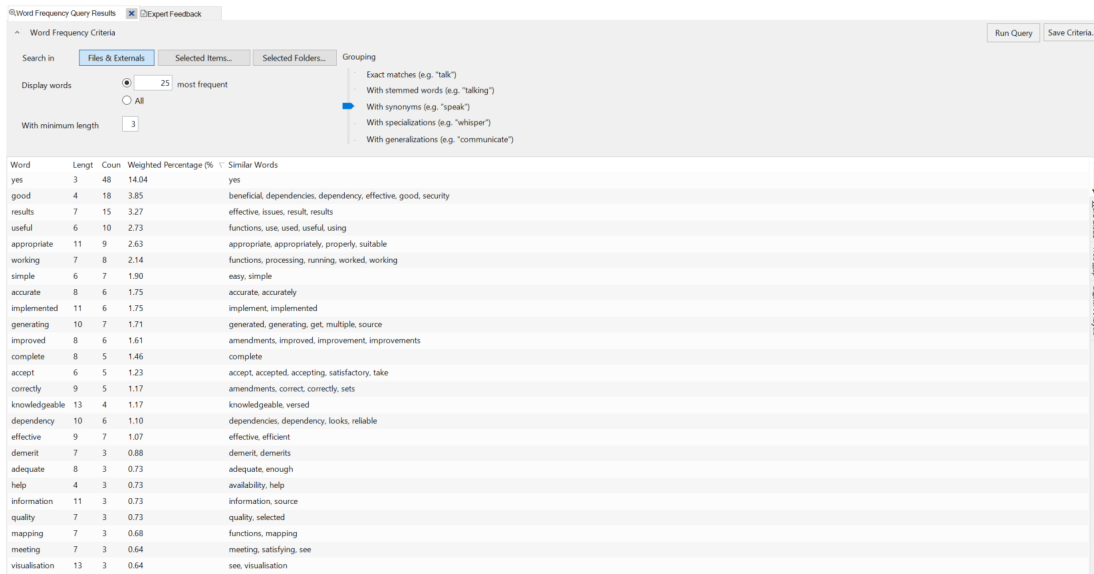 Word Frequency Query Results Expert Feedback
Word Frequency Criteria
Run Query Save Criteria...
Search in Files & Externals Selected Items... Selected Folders... Grouping
Exact matches (e.g. "talk")
Display words 25 most frequent
With stemmed words (e.g. "talking")
All
With synonyms (e.g. "speak")
With minimum length 3
With specializations (e.g. "whisper")
With generalizations (e.g. "communicate")
Word Lengt Coun Weighted Percentage (% Similar Words
yes 3 48 14.04 yes
good 4 18 3.85 beneficial, dependencies, dependency, effective, good, security
results 7 15 3.27 effective, issues, result, results
useful 6 10 2.73 functions, use, used, useful, using
appropriate 11 9 2.63 appropriate, appropriately, properly, suitable
working 7 8 2.14 functions, processing, running, worked, working
simple 6 7 1.90 easy, simple
accurate 8 6 1.75 accurate, accurately
implemented 11 6 1.75 implement, implemented
generating 10 7 1.71 generated, generating, get, multiple, source
improved 8 6 1.61 amendments, improved, improvement, improvements
complete 8 5 1.46 complete
accept 6 5 1.23 accept, accepted, accepting, satisfactory, take
correctly 9 5 1.17 amendments, correct, correctly, sets
knowledgeable 13 4 1.17 knowledgeable, versed
dependency 10 6 1.10 dependencies, dependency, looks, reliable
effective 9 7 1.07 effective, efficient
demerit 7 3 0.88 demerit, demerits
adequate 8 3 0.73 adequate, enough
help 4 3 0.73 availability, help
information 11 3 0.73 information, source
quality 7 3 0.73 quality, selected
mapping 7 3 0.68 functions, mapping
meeting 7 3 0.64 meeting, satisfying, see
visualisation 13 3 0.64 see, visualisation